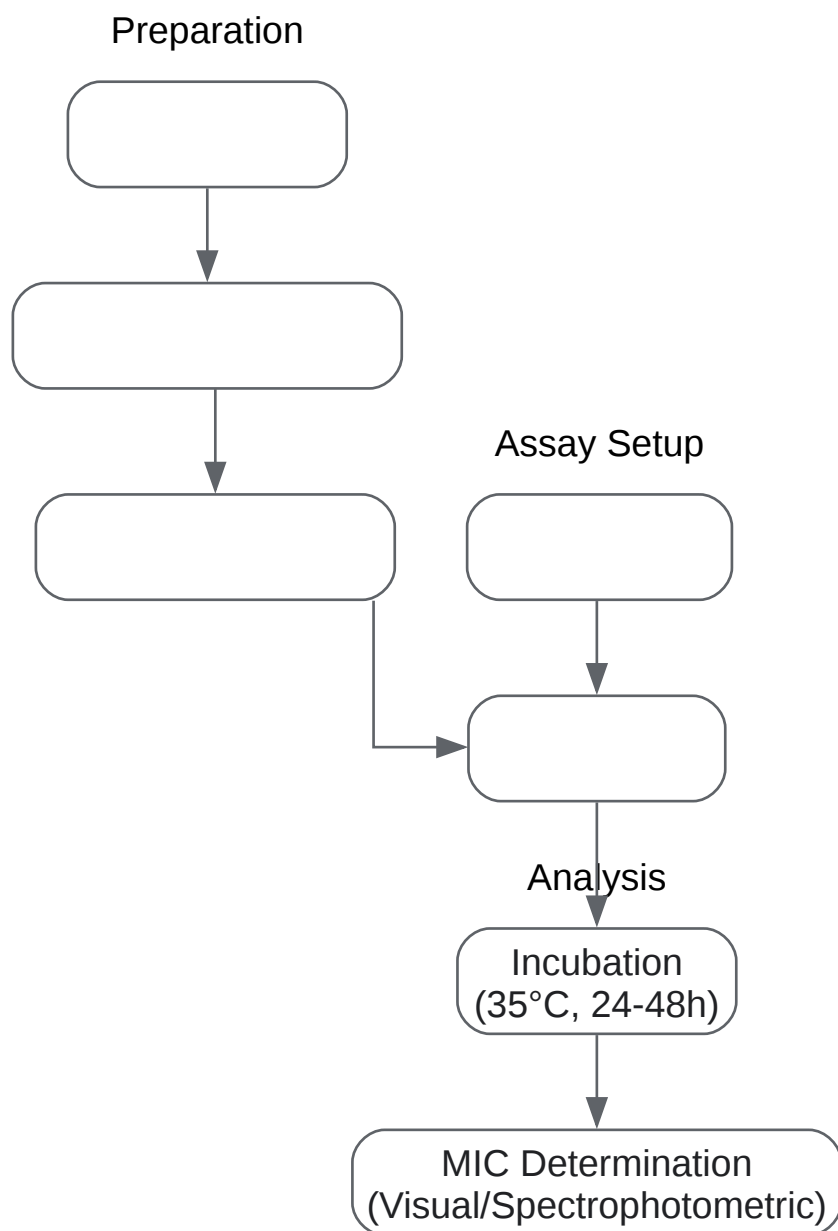 Preparation
Assay Setup
Analysis
Incubation
(35°C, 24-48h)
MIC Determination
(Visual/Spectrophotometric)